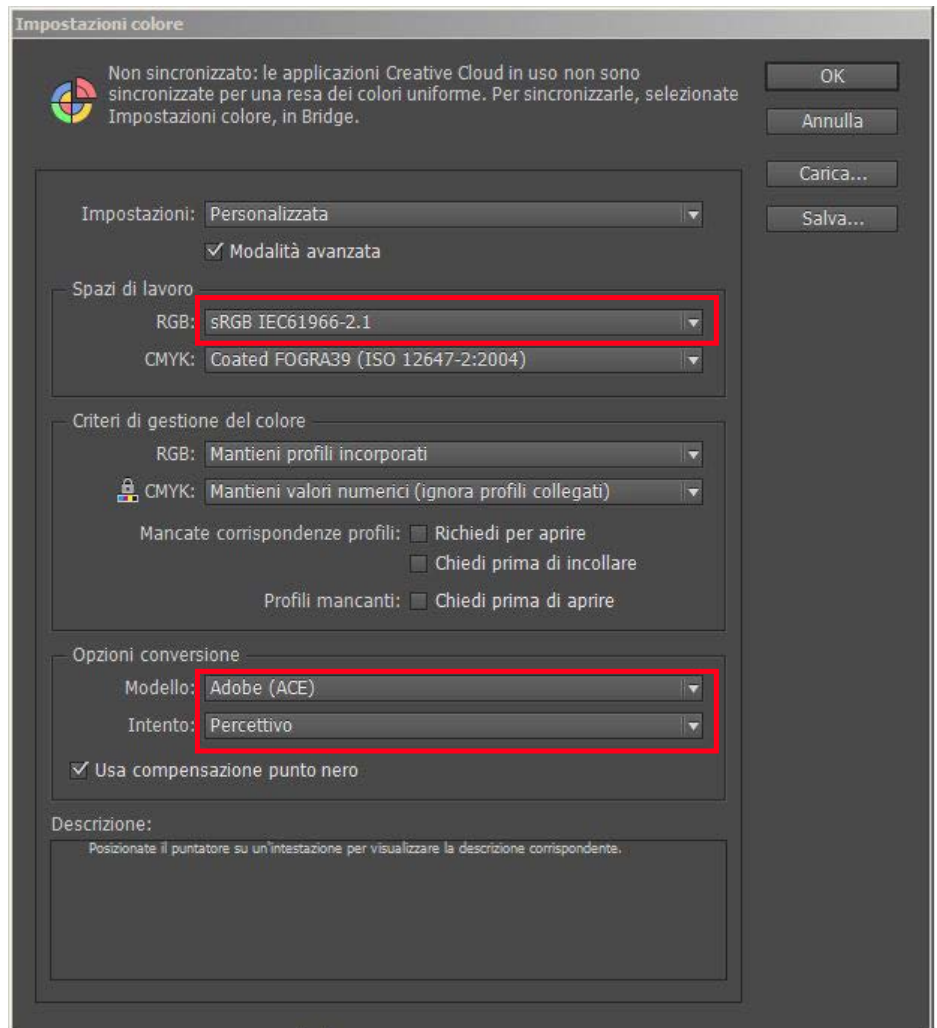 Impostazioni colore
Non sincronizzato: le applicazioni Creative Cloud in uso non sono
sincronizzate per una resa dei colori uniforme. Per sincronizzarle, selezionate
Impostazioni colore, in Bridge.
OK
Annulla
Carica...
Salva...
Impostazioni: Personalizzata
Modalità avanzata
Spazi di lavoro
RGB: sRGB IEC61966-2.1
CMYK: Coated FOGRA39 (ISO 12647-2:2004)
Criteri di gestione del colore
RGB: Mantieni profili incorporati
CMYK: Mantieni valori numerici (ignora profili collegati)
Mancate corrispondenze profili: Richiedi per aprire
Chiedi prima di incollare
Profili mancanti: Chiedi prima di aprire
Opzioni conversione
Modello: Adobe (ACE)
Intento: Percettivo
Usa compensazione punto nero
Descrizione:
Posizionate il puntatore su un'intestazione per visualizzare la descrizione corrispondente.